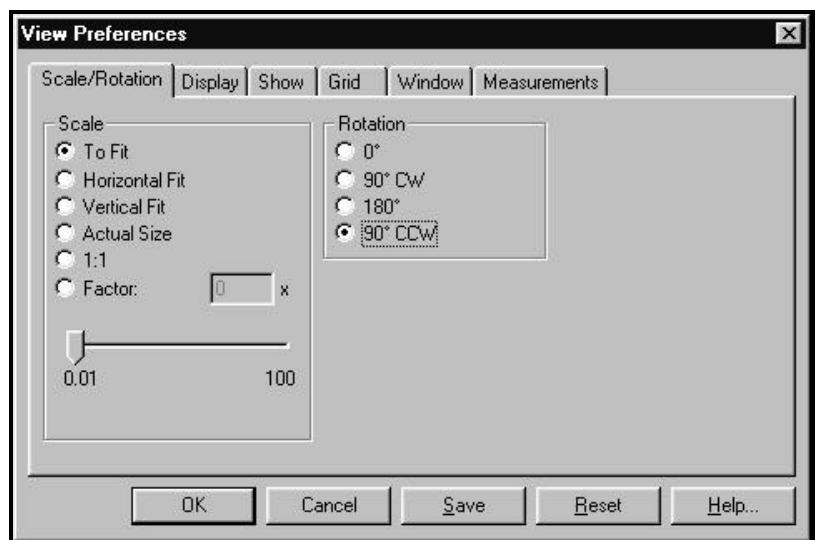 View Preferences
Scale/Rotation Display Show Grid Window Measurements
Scale
To Fit
Horizontal Fit
Vertical Fit
Actual Size
1:1
Factor: 0 x
0.01 100
Rotation
0°
90° CW
180°
90° CCW
OK Cancel Save Reset Help...